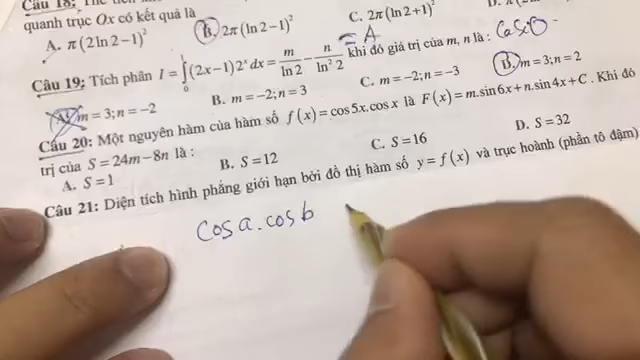 Câu 18: Thể tích
quanh trục Ox có kết quả là
A. π(2ln2−1)² B. 2π(ln2−1)² C. 2π(ln2+1)² D.
Câu 19: Tích phân I = ∫₀¹(2x−1)2ˣdx = m/ln2 − n/ln²2 khi đó giá trị của m, n là : = A
A. m=3;n=−2 B. m=−2;n=3 C. m=−2;n=−3 D. m=3;n=2
Câu 20: Một nguyên hàm của hàm số f(x)=cos5x.cosx là F(x)=m.sin6x+n.sin4x+C. Khi đó
trị của S=24m−8n là :
A. S=1 B. S=12 C. S=16 D. S=32
Câu 21: Diện tích hình phẳng giới hạn bởi đồ thị hàm số y=f(x) và trục hoành (phần tô đậm)
cosa.cosb